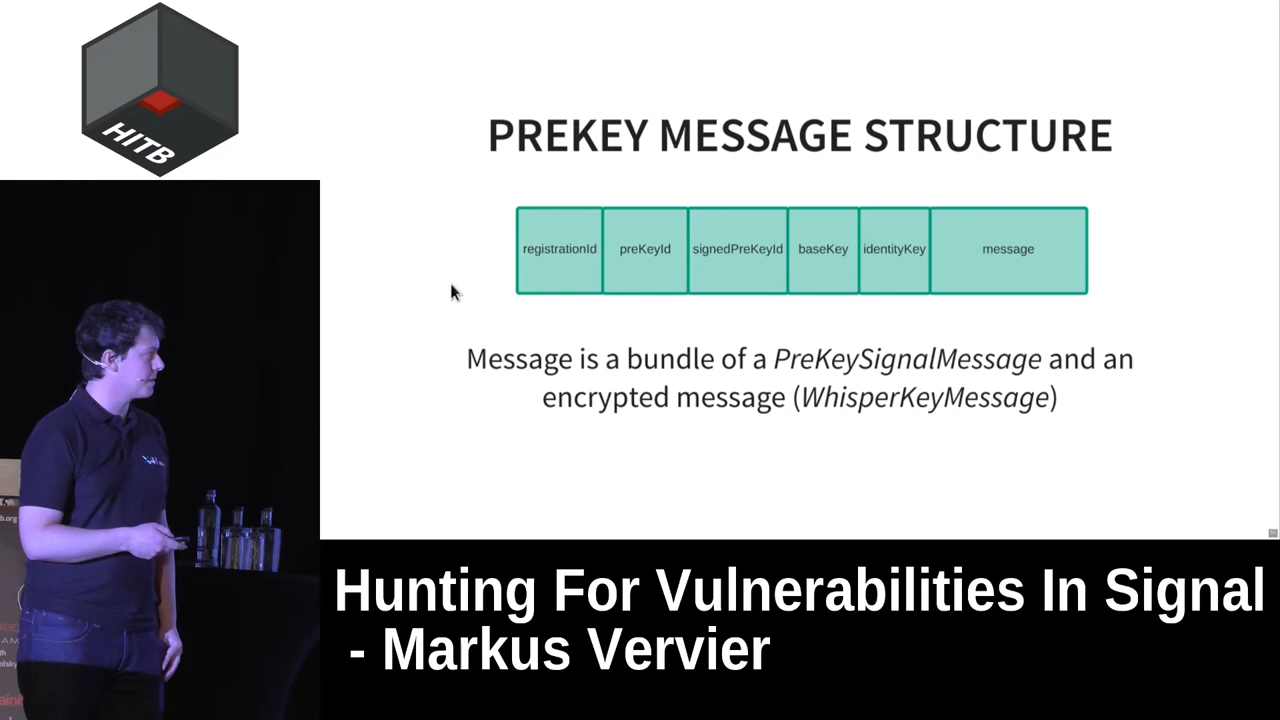 HITB
PREKEY MESSAGE STRUCTURE
registrationId preKeyId signedPreKeyId baseKey identityKey message
Message is a bundle of a PreKeySignalMessage and an
encrypted message (WhisperKeyMessage)
b.org
Hunting For Vulnerabilities In Signal
- Markus Vervier